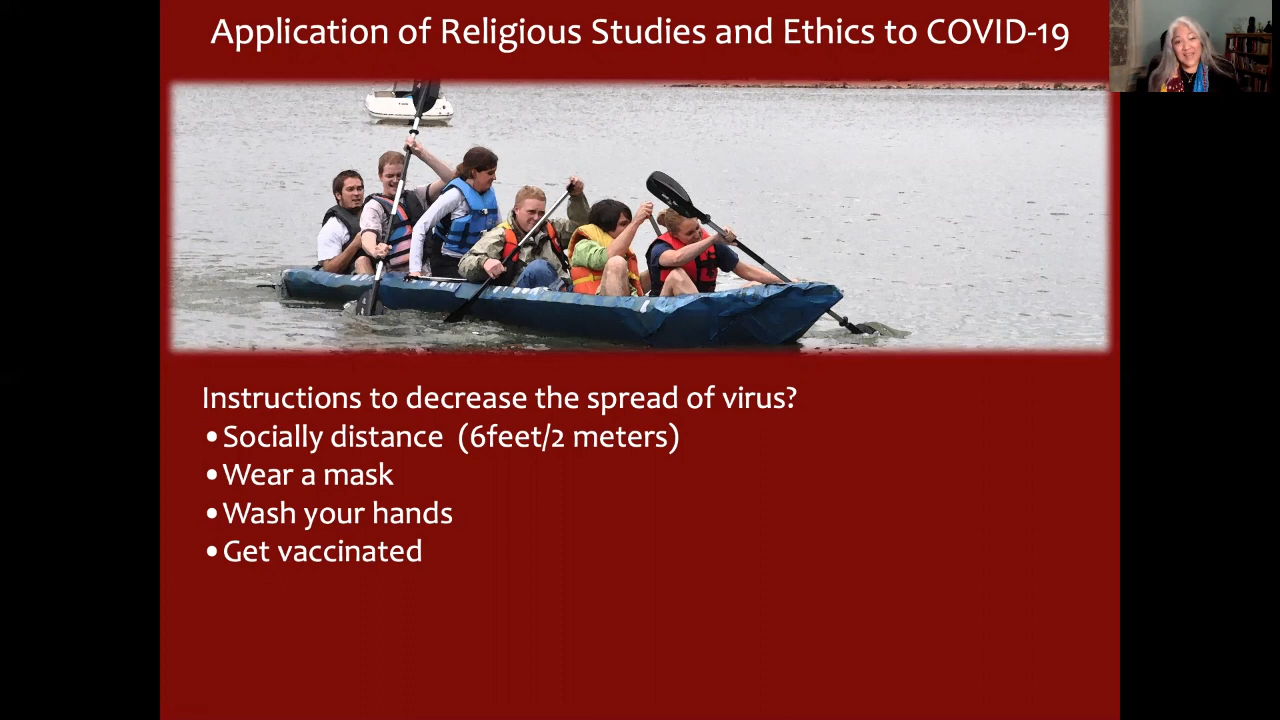 Application of Religious Studies and Ethics to COVID-19
Instructions to decrease the spread of virus?
•Socially distance (6feet/2 meters)
•Wear a mask
•Wash your hands
•Get vaccinated